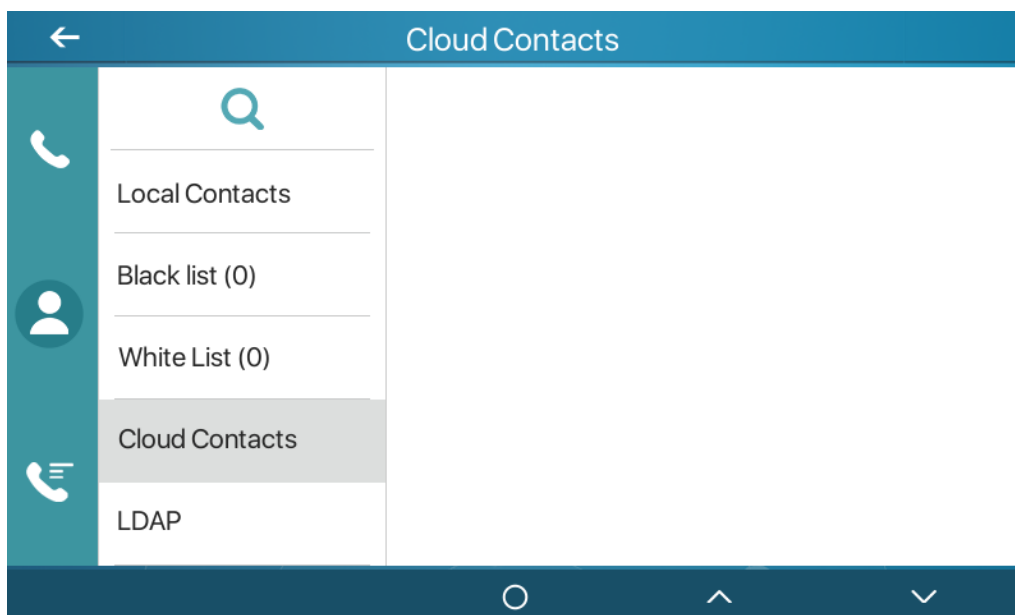 Cloud Contacts
Local Contacts
Black list (0)
White List (0)
Cloud Contacts
LDAP